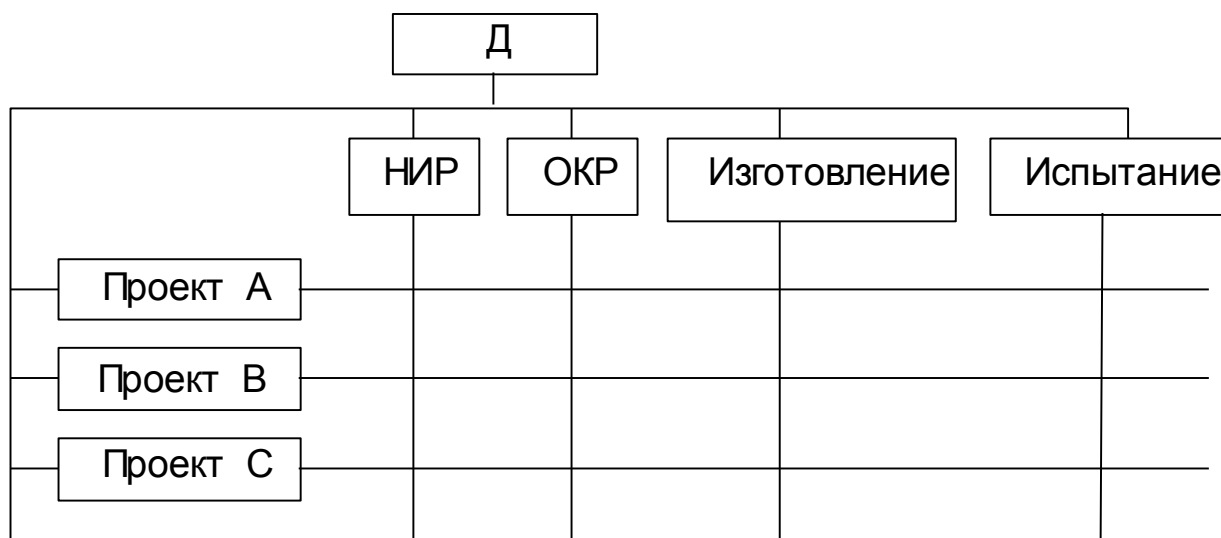 Д
НИР ОКР Изготовление Испытание
Проект А
Проект В
Проект С